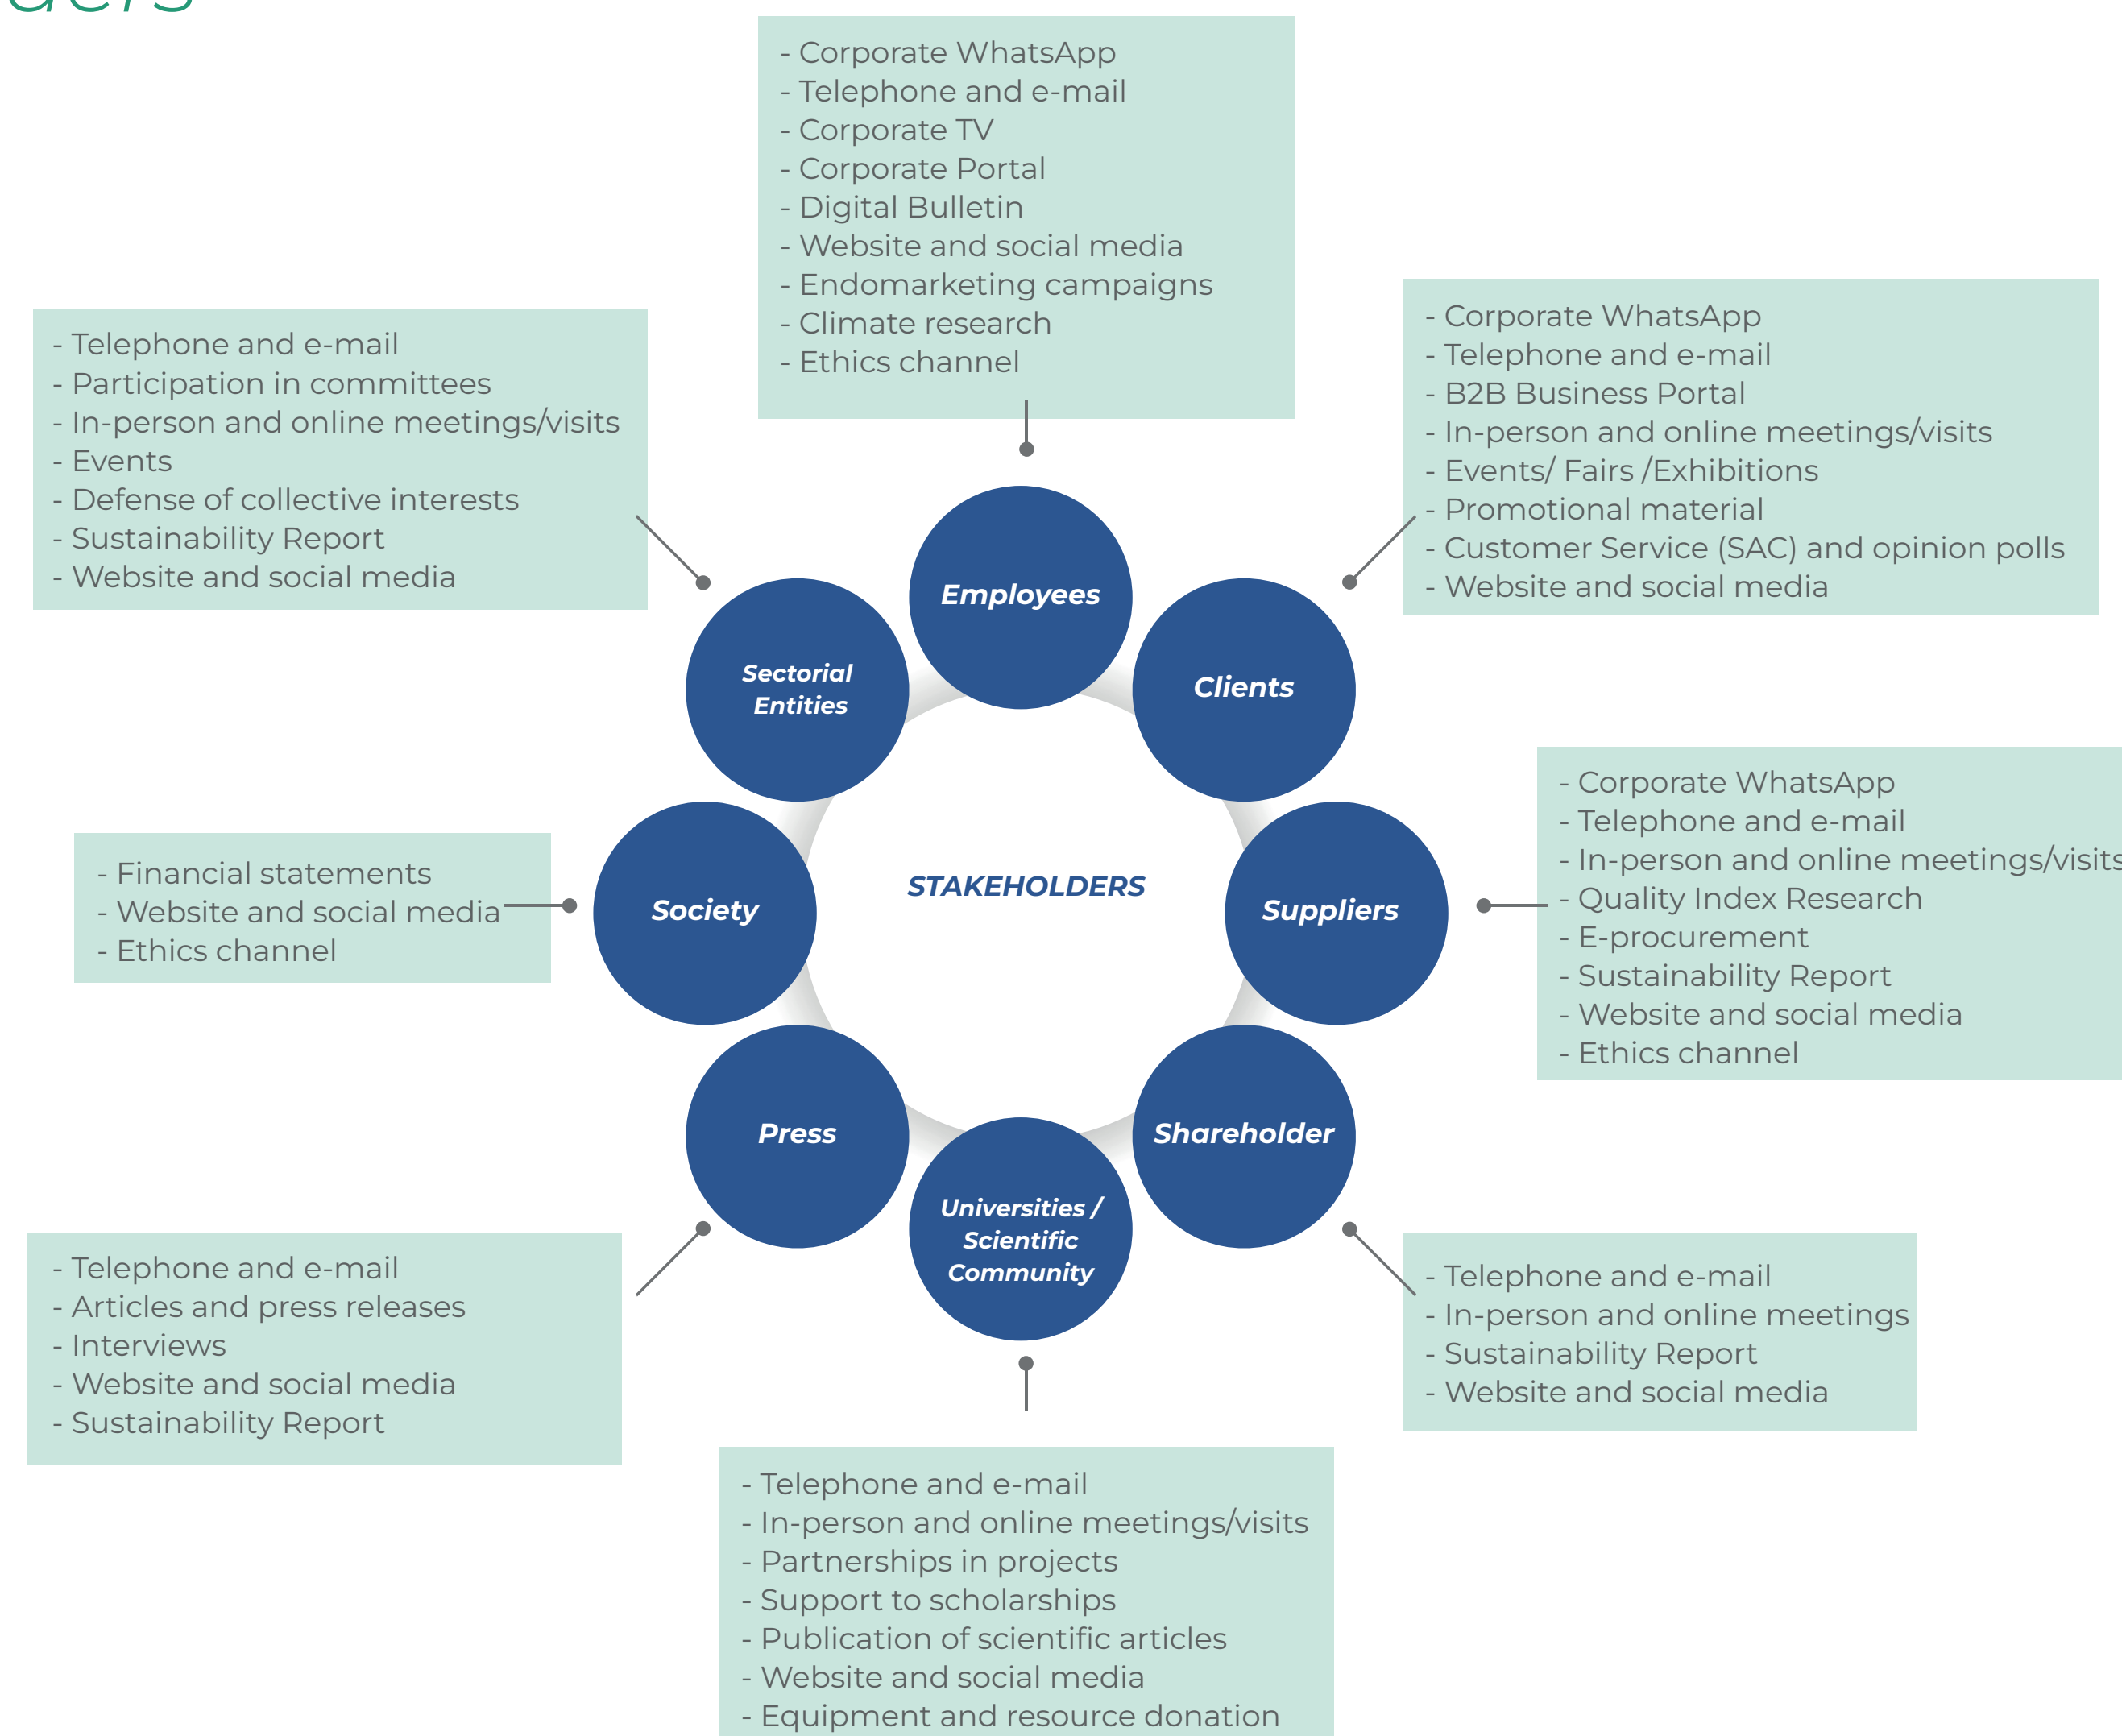 - Corporate WhatsApp
- Telephone and e-mail
- Corporate TV
- Corporate Portal
- Digital Bulletin
- Website and social media
- Endomarketing campaigns
- Climate research
- Ethics channel
- Telephone and e-mail
- Participation in committees
- In-person and online meetings/visits
- Events
- Defense of collective interests
- Sustainability Report
- Website and social media
- Corporate WhatsApp
- Telephone and e-mail
- B2B Business Portal
- In-person and online meetings/visits
- Events/ Fairs /Exhibitions
- Promotional material
- Customer Service (SAC) and opinion polls
- Website and social media
Employees
Sectorial
Entities
Clients
- Financial statements
- Website and social media
- Ethics channel
Society
STAKEHOLDERS
Suppliers
- Corporate WhatsApp
- Telephone and e-mail
- In-person and online meetings/visits
- Quality Index Research
- E-procurement
- Sustainability Report
- Website and social media
- Ethics channel
Press
Shareholder
Universities /
Scientific
Community
- Telephone and e-mail
- Articles and press releases
- Interviews
- Website and social media
- Sustainability Report
- Telephone and e-mail
- In-person and online meetings
- Sustainability Report
- Website and social media
- Telephone and e-mail
- In-person and online meetings/visits
- Partnerships in projects
- Support to scholarships
- Publication of scientific articles
- Website and social media
- Equipment and resource donation